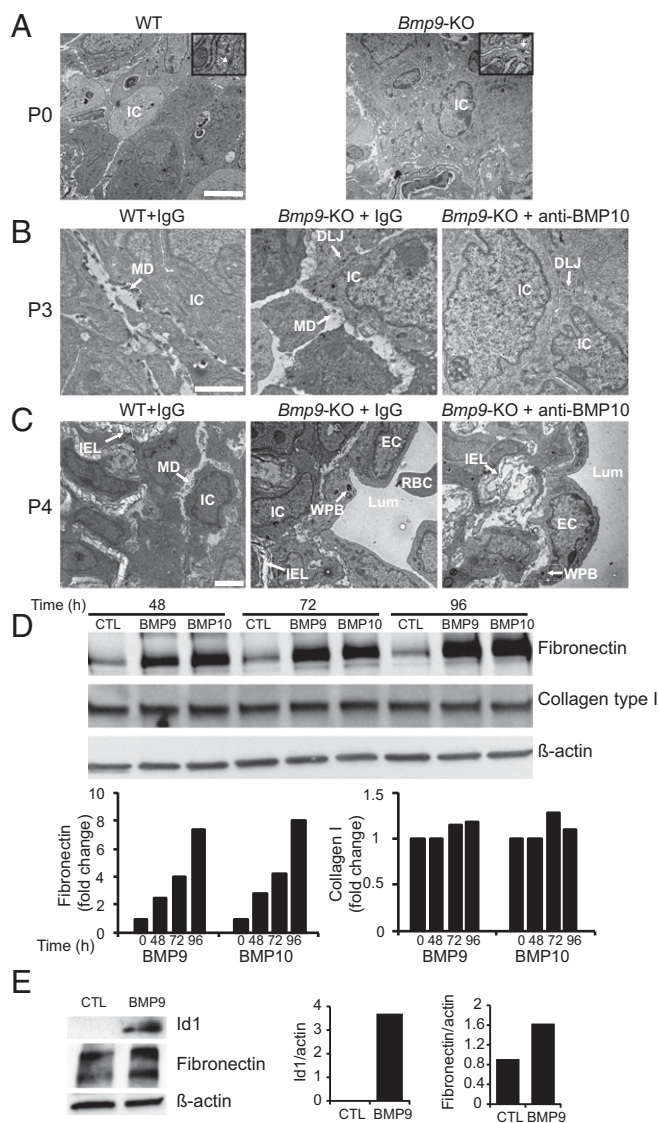 A
WT
Bmp9-KO
P0
IC
IC
B
WT+IgG
Bmp9-KO + IgG
Bmp9-KO + anti-BMP10
P3
MD
IC
DLJ
IC
MD
IC
DLJ
IC
C
WT+IgG
Bmp9-KO + IgG
Bmp9-KO + anti-BMP10
P4
IEL
MD
IC
EC
RBC
WPB
Lum
IC
IEL
IEL
Lum
EC
WPB
Time (h) 48 72 96
D
CTL BMP9 BMP10 CTL BMP9 BMP10 CTL BMP9 BMP10
Fibronectin
Collagen type I
ß-actin
Fibronectin
(fold change)
10
8
6
4
2
0
Time (h)
0 48 72 96 0 48 72 96
BMP9 BMP10
Collagen I
(fold change)
1.5
1
0.5
0
0 48 72 96 0 48 72 96
BMP9 BMP10
E
CTL BMP9
Id1
Fibronectin
ß-actin
Id1/actin
4
3
2
1
0
CTL BMP9
Fibronectin/actin
2
1.6
1.2
0.8
0.4
0
CTL BMP9